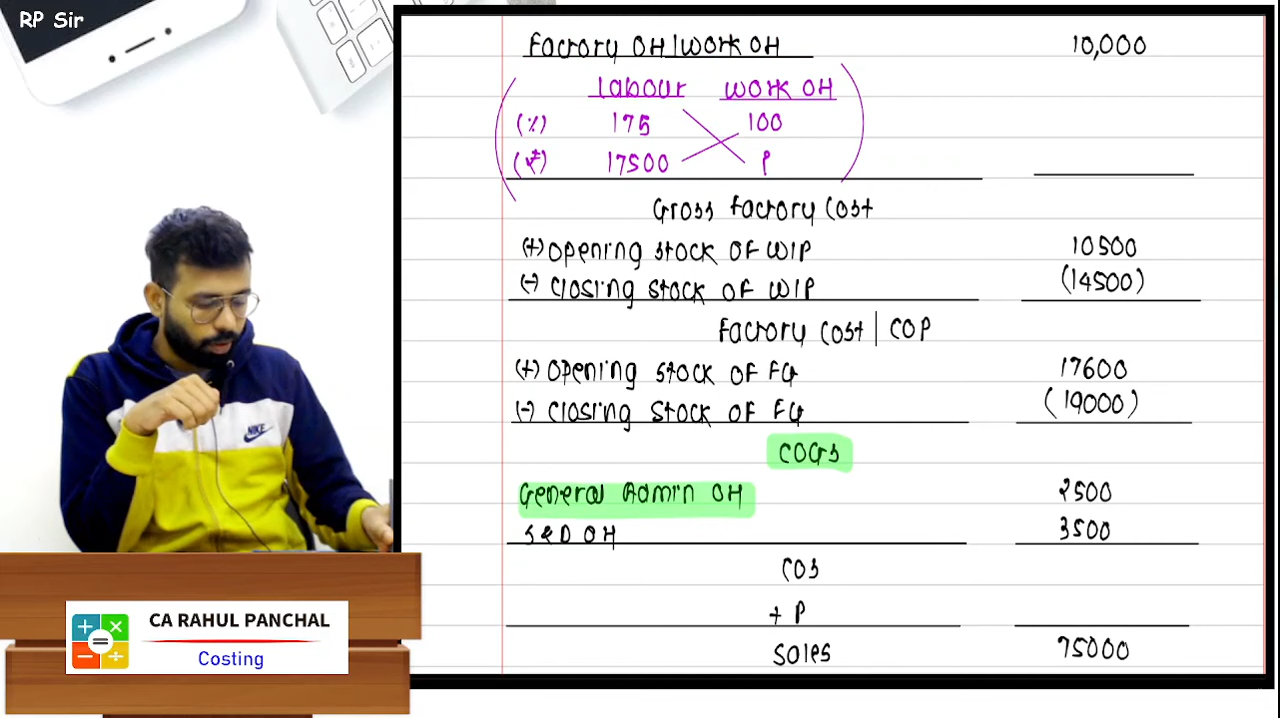 RP Sir
Factory OH|Work OH 10,000
Labour Work OH
(%) 175 100
(₹) 17500 ?
Gross Factory Cost
(+) Opening Stock OF WIP 10500
(-) Closing Stock OF WIP (14500)
Factory Cost | COP
(+) Opening Stock OF FG 17600
(-) Closing Stock OF FG (19000)
COGS
General Admin OH 2500
S&D OH 3500
COS
+ P
Sales 75000
NIKE
CA RAHUL PANCHAL
Costing